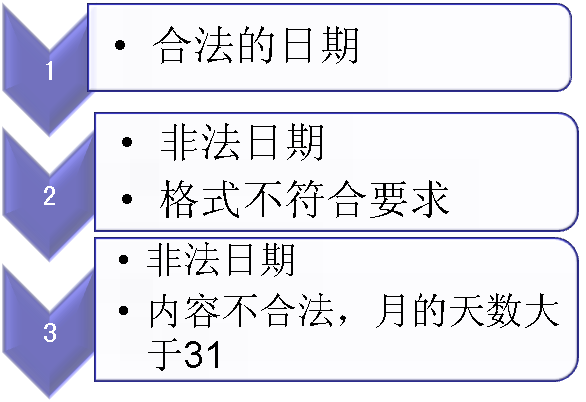 1
• 合法的日期
2
• 非法日期
• 格式不符合要求
3
• 非法日期
• 内容不合法，月的天数大
于31